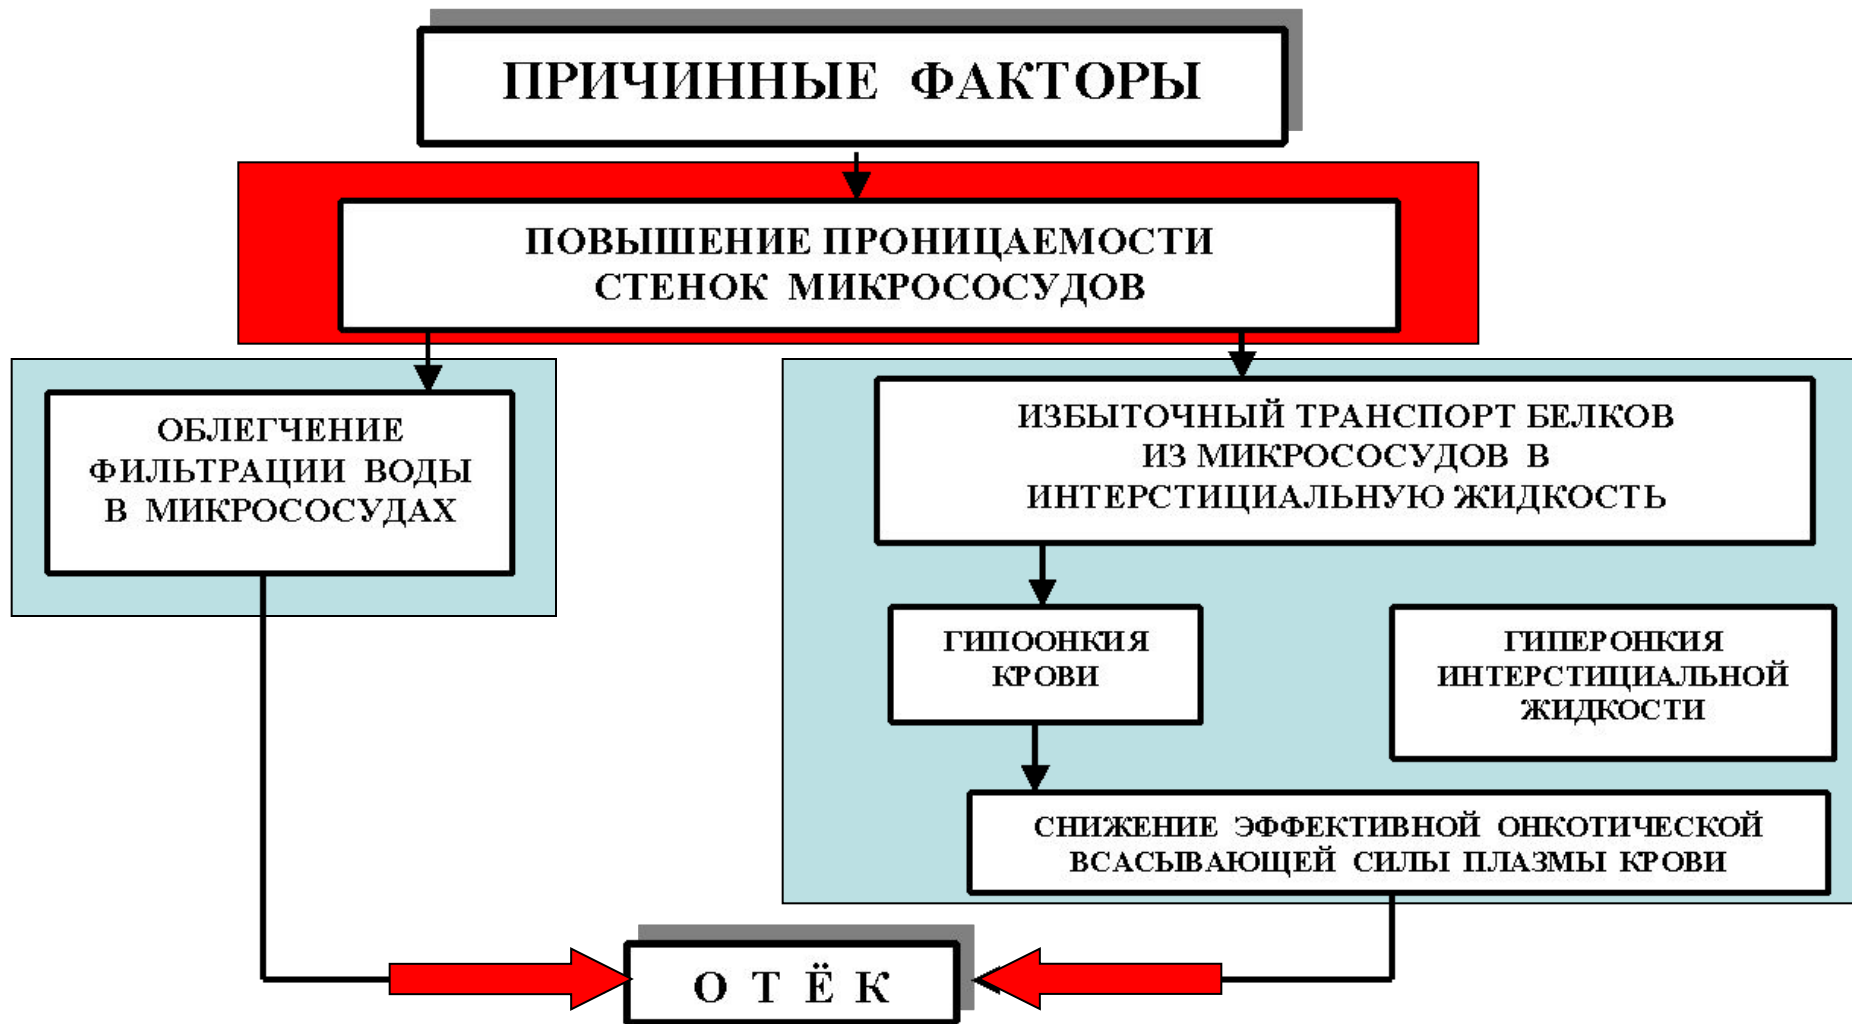 ПРИЧИННЫЕ ФАКТОРЫ
ПОВЫШЕНИЕ ПРОНИЦАЕМОСТИ
СТЕНОК МИКРОСОСУДОВ
ОБЛЕГЧЕНИЕ
ФИЛЬТРАЦИИ ВОДЫ
В МИКРОСОСУДАХ
ИЗБЫТОЧНЫЙ ТРАНСПОРТ БЕЛКОВ
ИЗ МИКРОСОСУДОВ В
ИНТЕРСТИЦИАЛЬНУЮ ЖИДКОСТЬ
ГИПООНКИЯ
КРОВИ
ГИПЕРОНКИЯ
ИНТЕРСТИЦИАЛЬНОЙ
ЖИДКОСТИ
СНИЖЕНИЕ ЭФФЕКТИВНОЙ ОНКОТИЧЕСКОЙ
ВСАСЫВАЮЩЕЙ СИЛЫ ПЛАЗМЫ КРОВИ
О Т Ё К